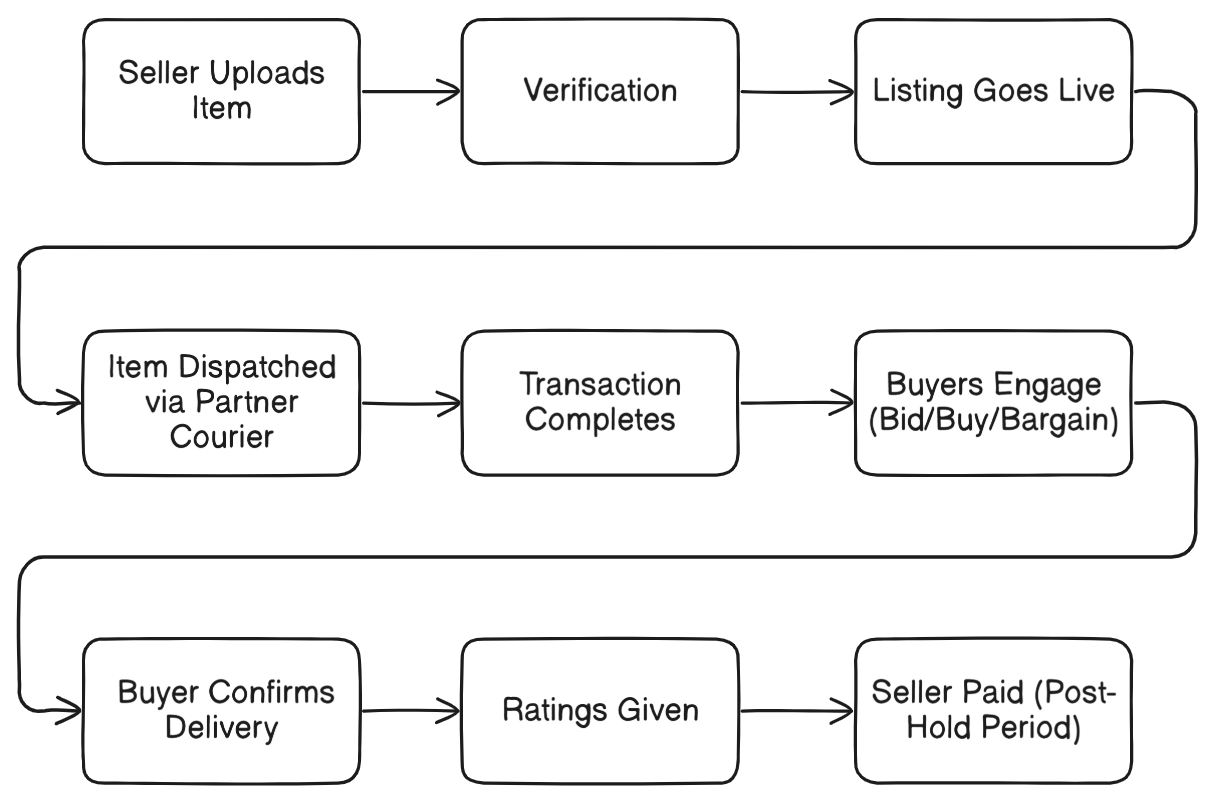 Seller Uploads
Item
Verification
Listing Goes Live
Item Dispatched
via Partner
Courier
Transaction
Completes
Buyers Engage
(Bid/Buy/Bargain)
Buyer Confirms
Delivery
Ratings Given
Seller Paid (Post-
Hold Period)